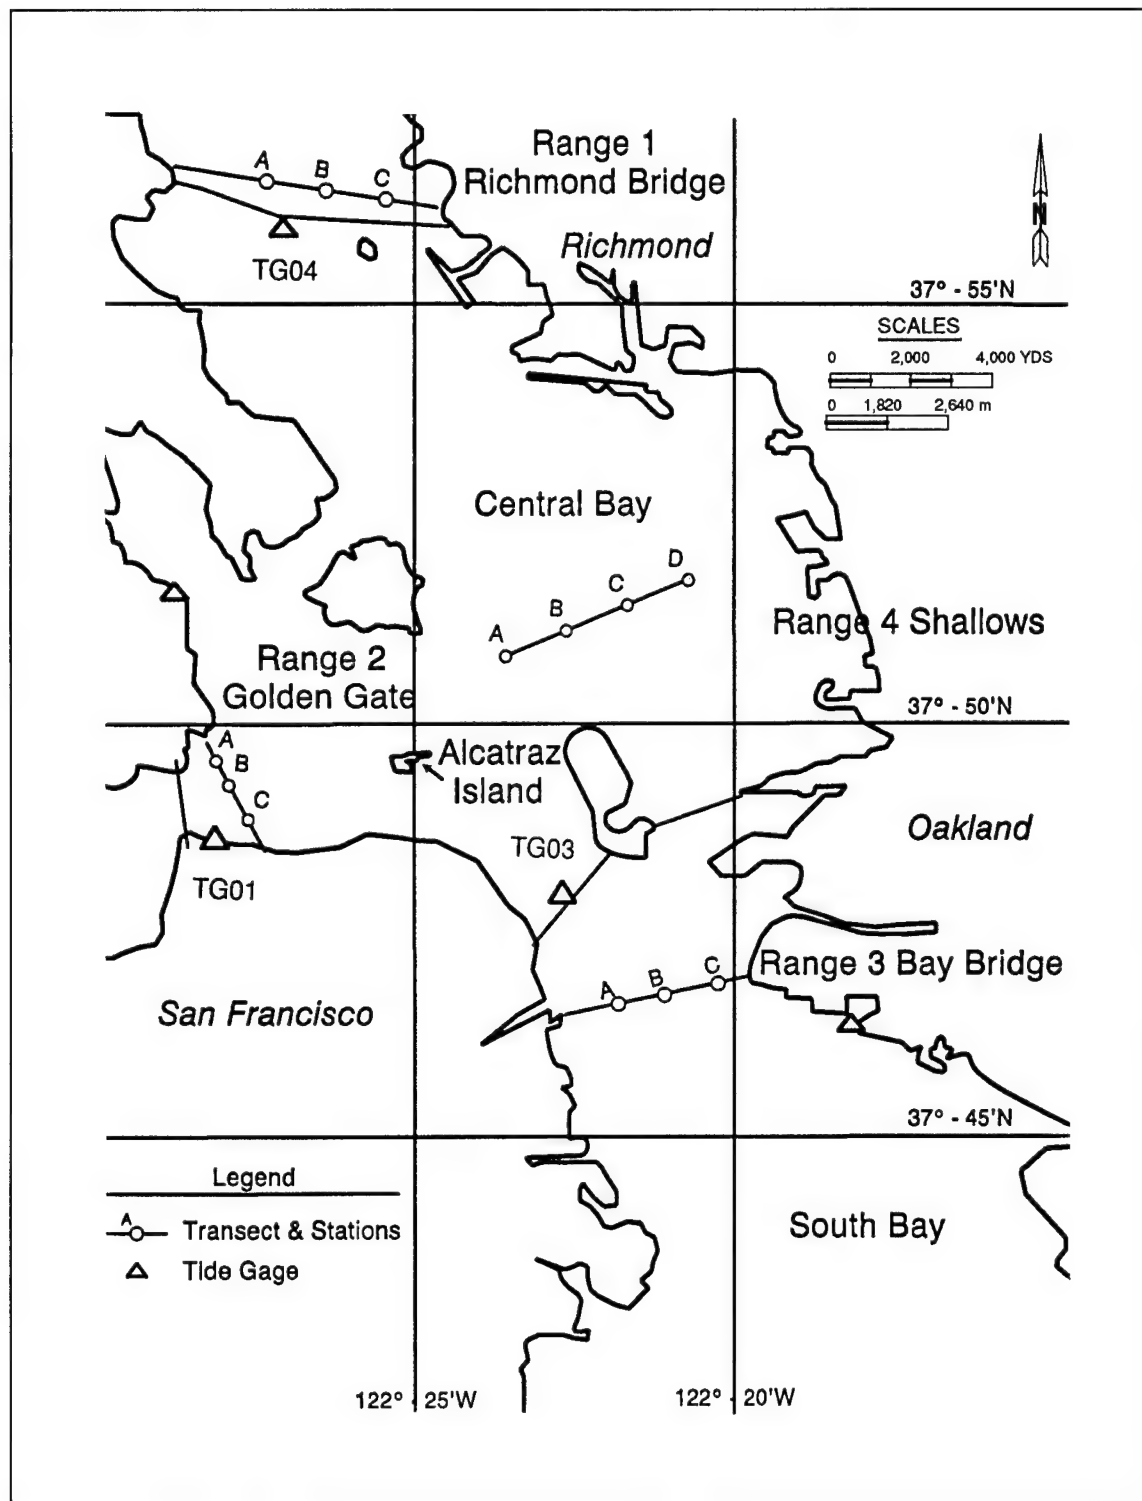 Range 1
Richmond Bridge
A
B
C
N
Richmond
TG04
37° - 55'N
SCALES
0 2,000 4,000 YDS
0 1,820 2,640 m
Central Bay
D
C
B
A
Range 4 Shallows
Range 2
Golden Gate
37° - 50'N
A
B
C
Alcatraz
Island
Oakland
TG03
TG01
Range 3 Bay Bridge
A
B
C
San Francisco
37° - 45'N
Legend
A
Transect & Stations
Tide Gage
South Bay
122° - 25'W
122° - 20'W